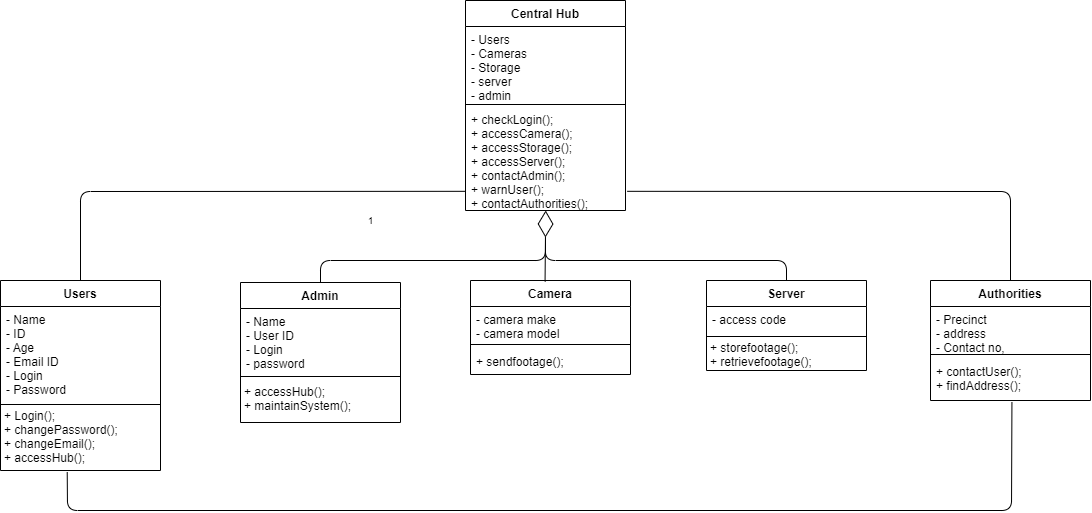 Central Hub
- Users
- Cameras
- Storage
- server
- admin
+ checkLogin();
+ accessCamera();
+ accessStorage();
+ accessServer();
+ contactAdmin();
+ warnUser();
+ contactAuthorities();
1
Users
- Name
- ID
- Age
- Email ID
- Login
- Password
+ Login();
+ changePassword();
+ changeEmail();
+ accessHub();
Admin
- Name
- User ID
- Login
- password
+ accessHub();
+ maintainSystem();
Camera
- camera make
- camera model
+ sendfootage();
Server
- access code
+ storefootage();
+ retrievefootage();
Authorities
- Precinct
- address
- Contact no,
+ contactUser();
+ findAddress();